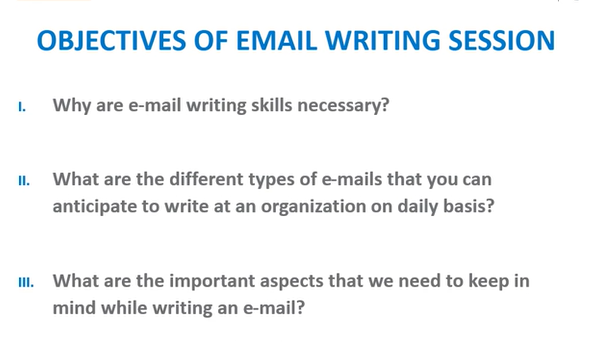 OBJECTIVES OF EMAIL WRITING SESSION
I. Why are e-mail writing skills necessary?
II. What are the different types of e-mails that you can
anticipate to write at an organization on daily basis?
III. What are the important aspects that we need to keep in
mind while writing an e-mail?